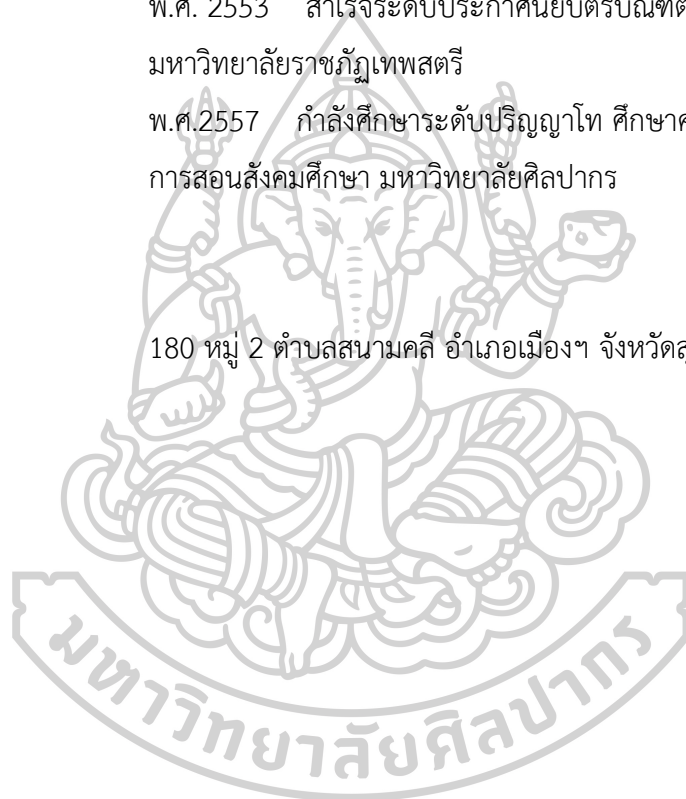 พ.ศ. 2553 สำเร็จระดับประกาศนียบัตรบัณฑิต
มหาวิทยาลัยราชภัฏเทพสตรี
พ.ศ.2557 กำลังศึกษาระดับปริญญาโท
การสอนสังคมศึกษา มหาวิทยาลัยศิลปากร
180 หมู่ 2 ตำบลสนามคลี อำเภอเมืองฯ จังหวัด
มหาวิทยาลัยศิลปากร